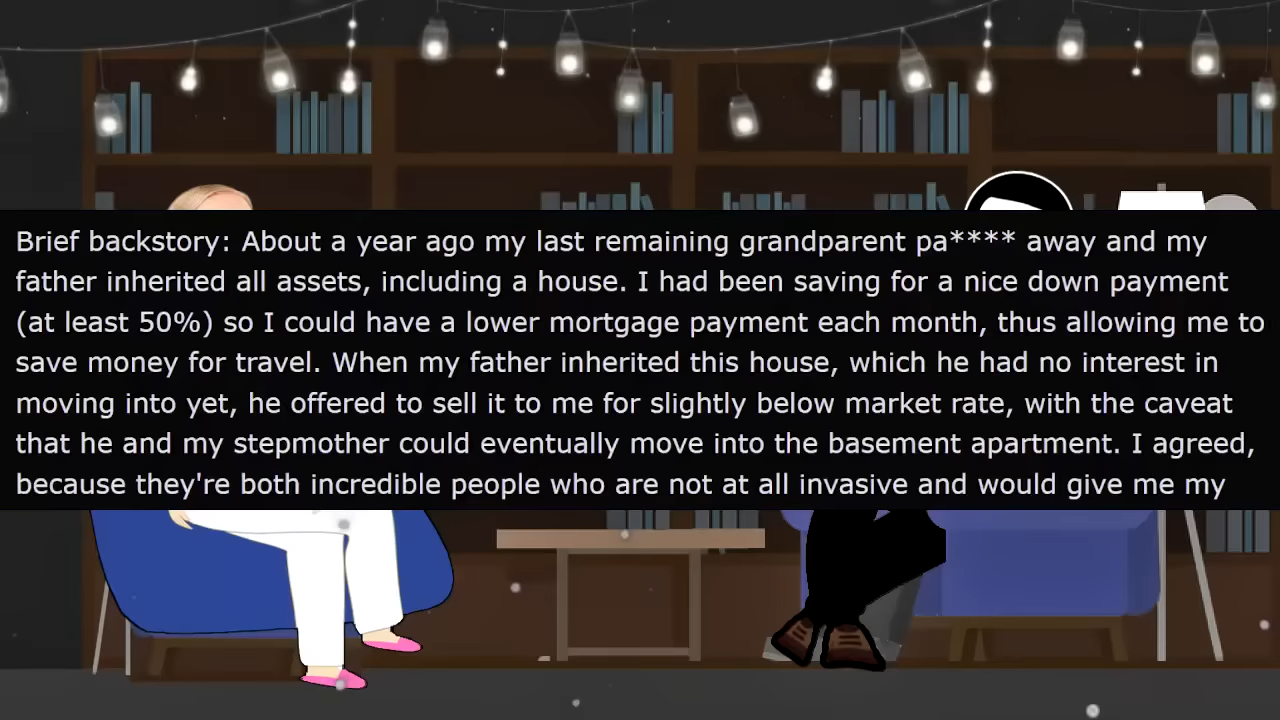 Brief backstory: About a year ago my last remaining grandparent pa**** away and my
father inherited all assets, including a house. I had been saving for a nice down payment
(at least 50%) so I could have a lower mortgage payment each month, thus allowing me to
save money for travel. When my father inherited this house, which he had no interest in
moving into yet, he offered to sell it to me for slightly below market rate, with the caveat
that he and my stepmother could eventually move into the basement apartment. I agreed,
because they're both incredible people who are not at all invasive and would give me my